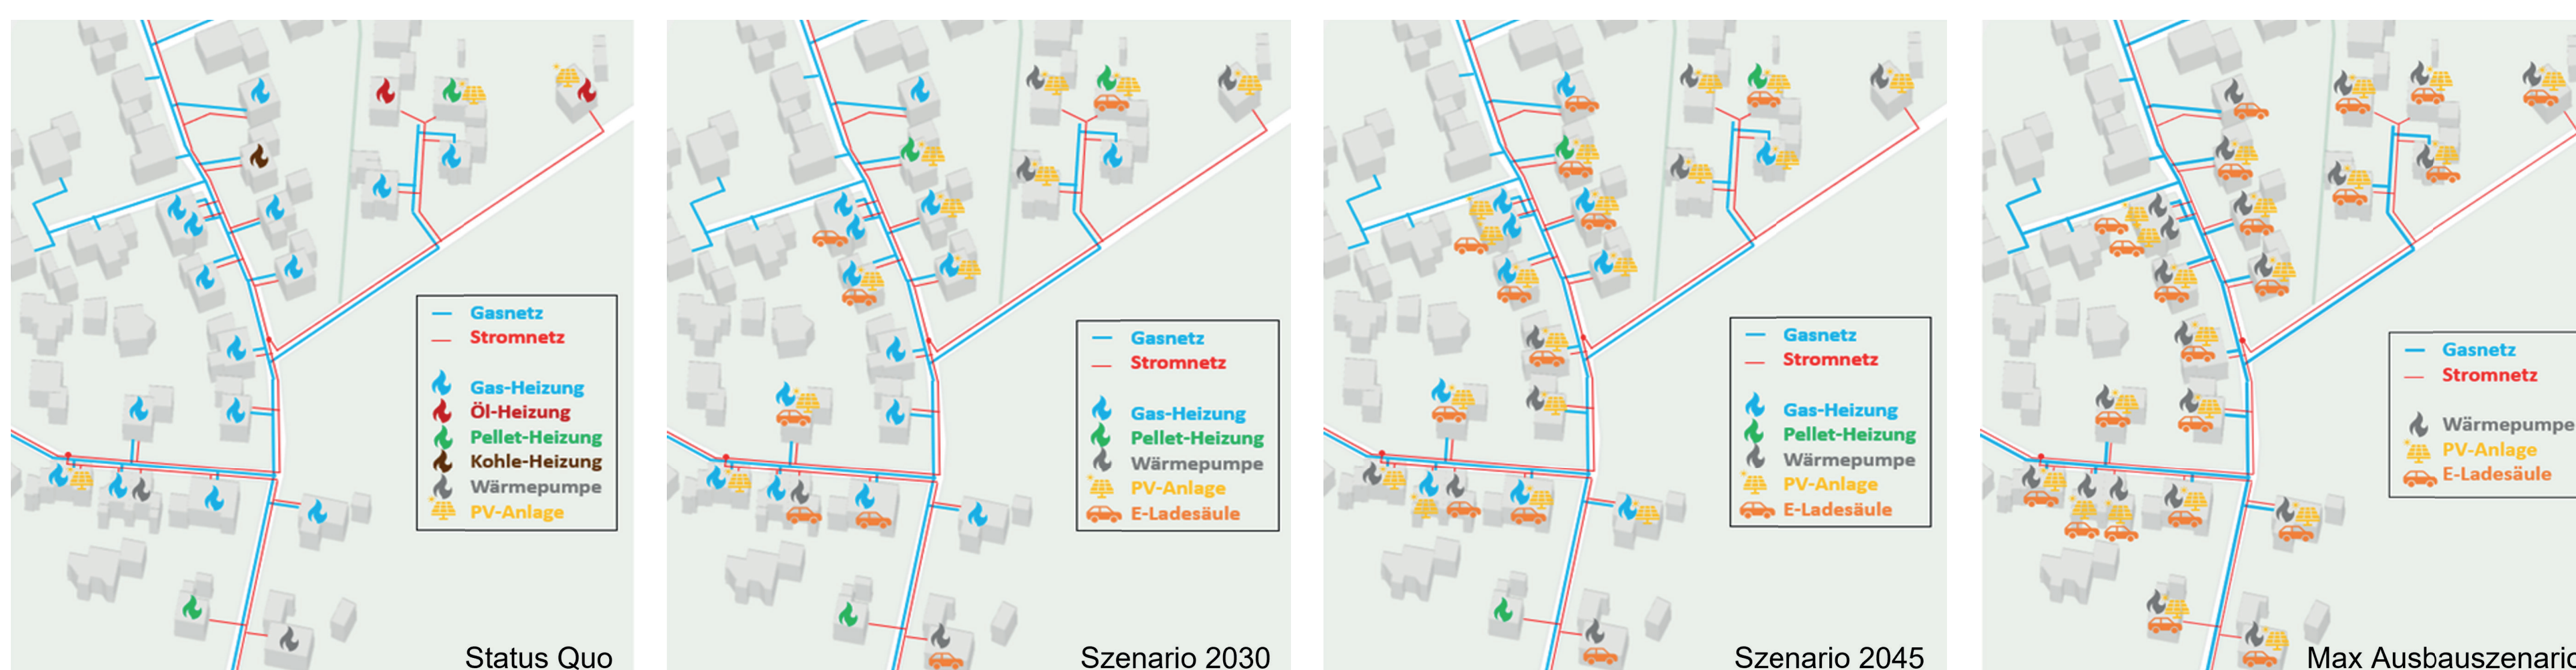 Gasnetz
Stromnetz
Gas-Heizung
Öl-Heizung
Pellet-Heizung
Kohle-Heizung
Wärmepumpe
PV-Anlage
Status Quo
Gasnetz
Stromnetz
Gas-Heizung
Pellet-Heizung
Wärmepumpe
PV-Anlage
E-Ladesäule
Szenario 2030
Gasnetz
Stromnetz
Gas-Heizung
Pellet-Heizung
Wärmepumpe
PV-Anlage
E-Ladesäule
Szenario 2045
Gasnetz
Stromnetz
Wärmepumpe
PV-Anlage
E-Ladesäule
Max Ausbauszenario